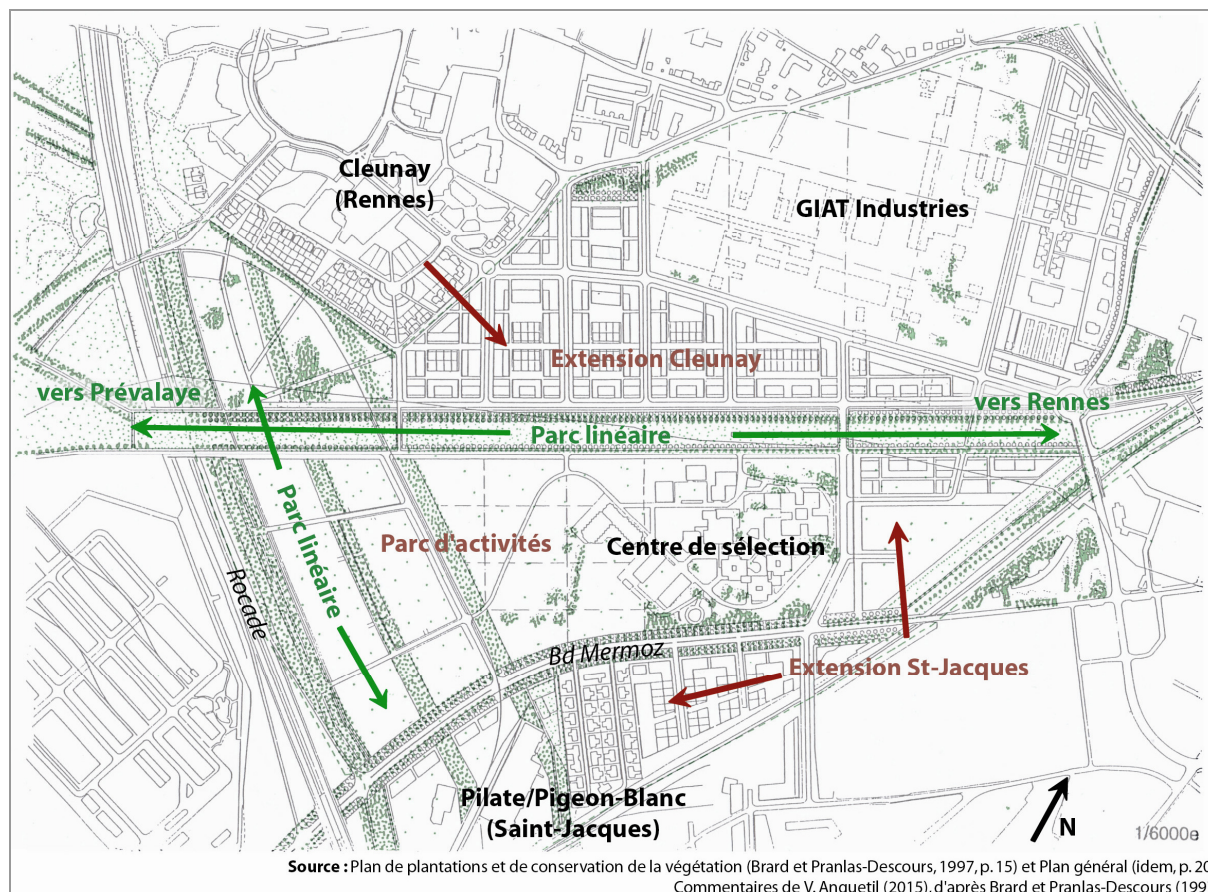 Cleunay
(Rennes)
GIAT Industries
Extension Cleunay
vers Prévalaye
vers Rennes
Parc linéaire
Parc linéaire
Parc d'activités
Centre de sélection
Rocade
Bd Mermoz
Extension St-Jacques
Pilate/Pigeon-Blanc
(Saint-Jacques)
N
1/6000e
Source : Plan de plantations et de conservation de la végétation (Brard et Pranlas-Descours, 1997, p. 15) et Plan général (idem, p. 20
Commentaires de V. Anquetil (2015), d'après Brard et Pranlas-Descours (199